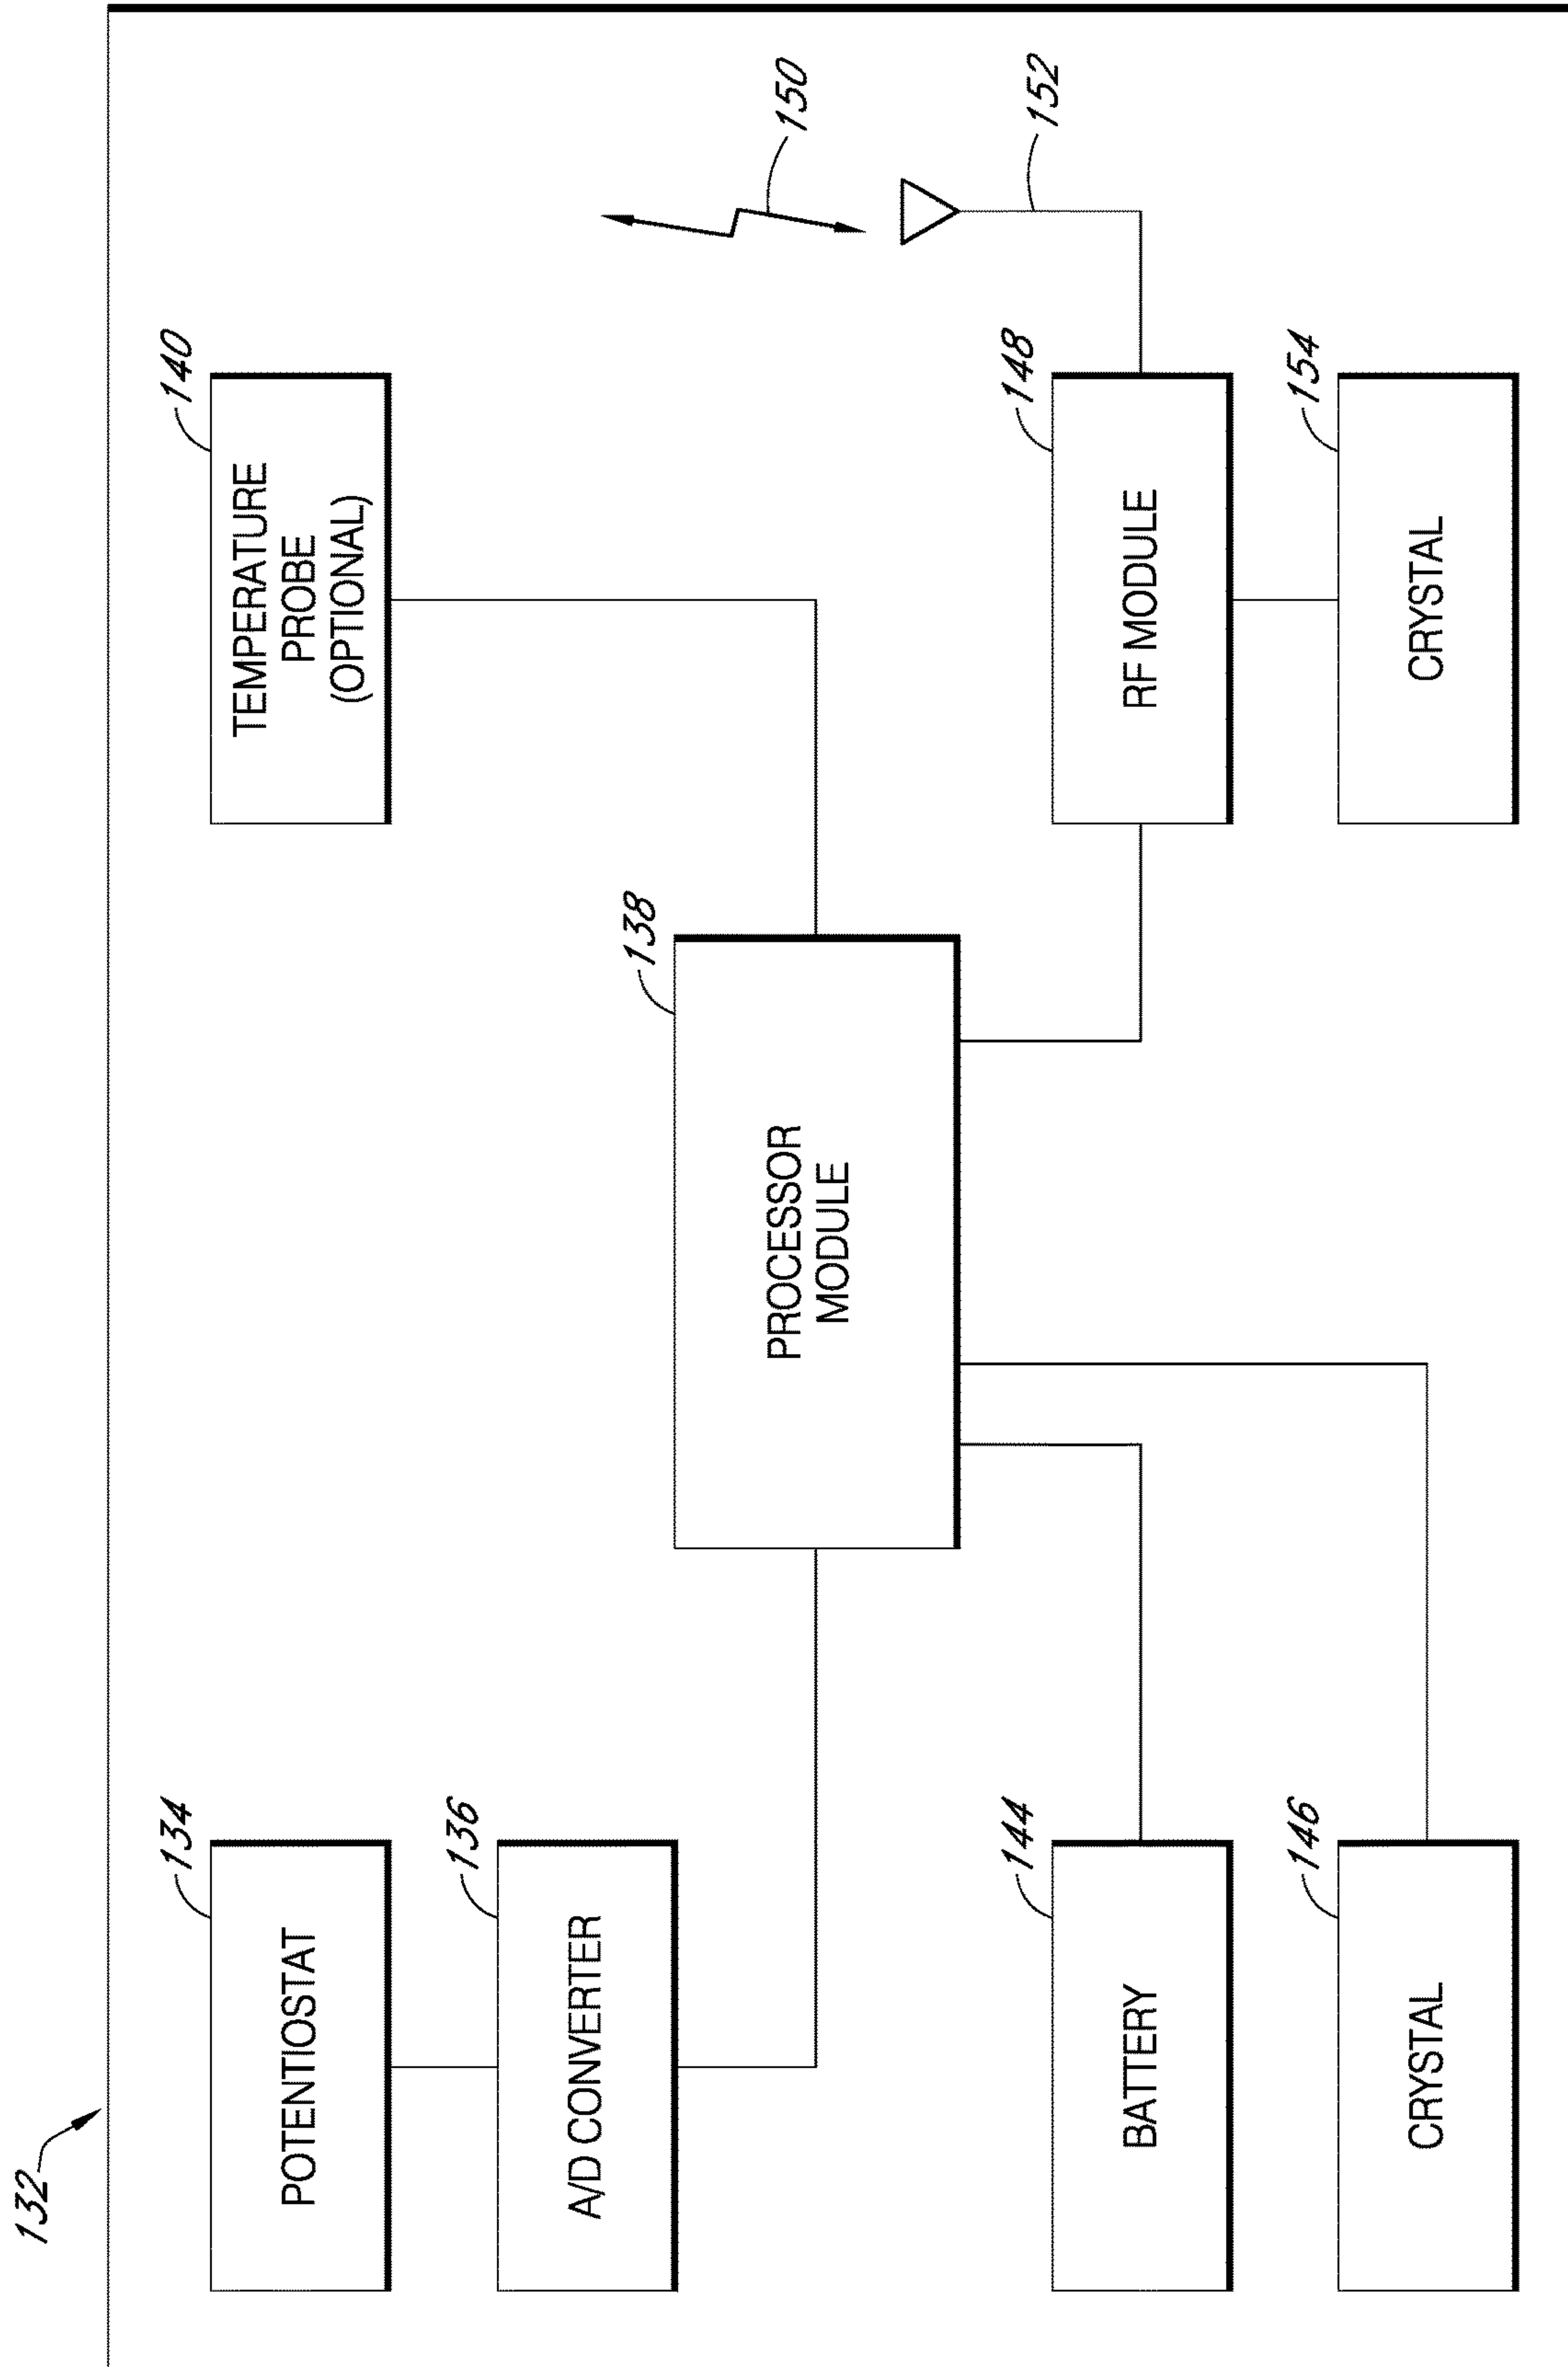 132
134
POTENTIOSTAT
140
TEMPERATURE
PROBE
(OPTIONAL)
136
A/D CONVERTER
138
PROCESSOR
MODULE
150
152
144
BATTERY
148
RF MODULE
146
CRYSTAL
154
CRYSTAL